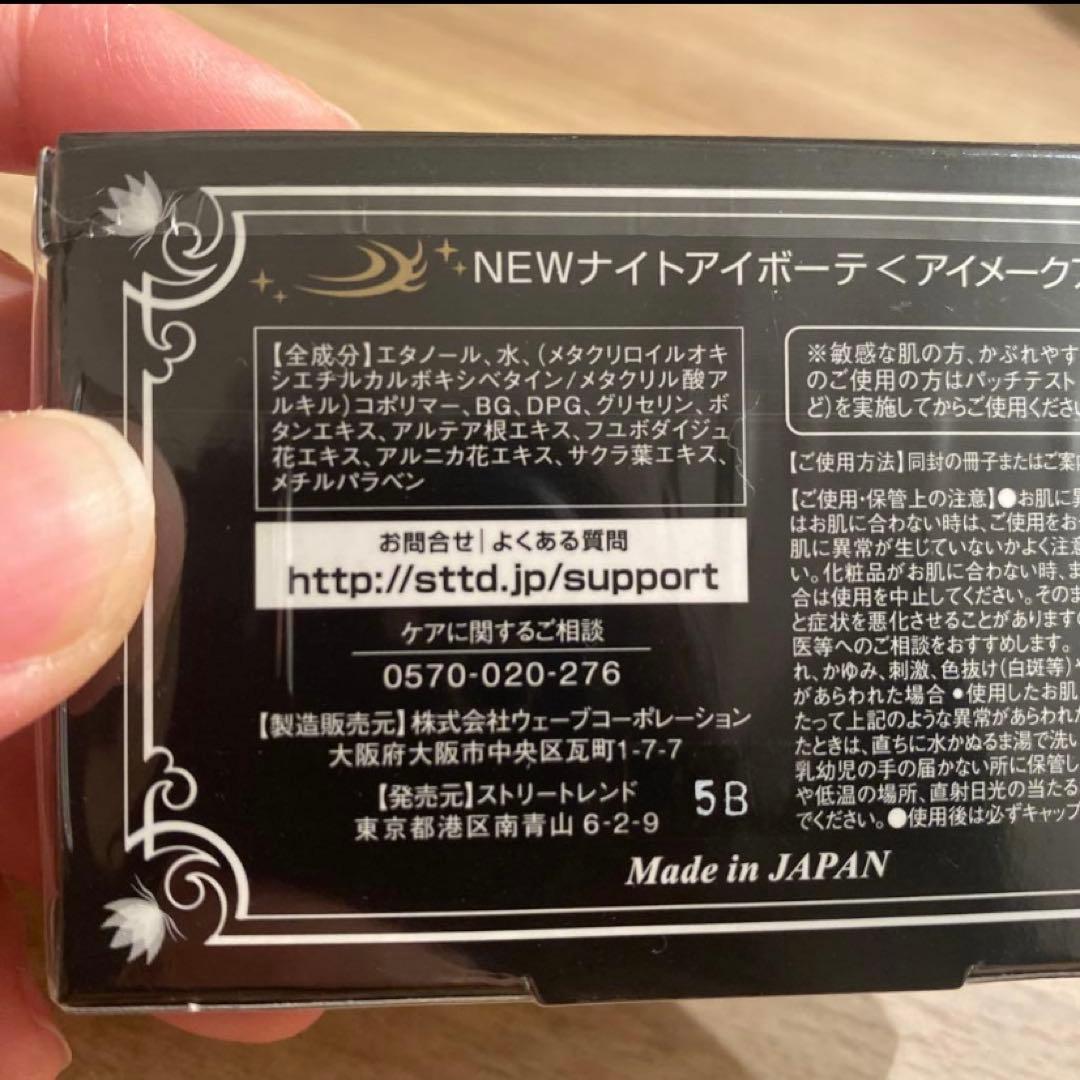 NEWナイトアイボーテ<アイメーク
【全成分】エタノール、水、(メタクリロイルオキ
シエチルカルボキシベタイン/メタクリル酸ア
ルキル)コポリマー、BG、DPG、グリセリン、ボ
タンエキス、アルテア根エキス、フユボダイジュ
花エキス、アルニカ花エキス、サクラ葉エキス、
メチルパラベン
お問合せ|よくある質問
http://sttd.jp/support
ケアに関するご相談
0570-020-276
【製造販売元】株式会社ウェーブコーポレーション
大阪府大阪市中央区瓦町1-7-7
【発売元】ストリートレンド
東京都港区南青山 6-2-9
5B
Made in JAPAN
※敏感な肌の方、かぶれやす
のご使用の方はパッチテスト
ど)を実施してからご使用くださ
【ご使用方法】同封の冊子またはご案内
【ご使用・保管上の注意】●お肌に異
はお肌に合わない時は、ご使用をお
肌に異常が生じていないかよく注意
い。化粧品がお肌に合わない時、ま
合は使用を中止してください。そのま
と症状を悪化させることがあります
医等へのご相談をおすすめします。
れ、かゆみ、刺激、色抜け(白斑等)や
があらわれた場合 ●使用したお肌
たって上記のような異常があらわれた
たときは、直ちに水かぬるま湯で洗い
乳幼児の手の届かない所に保管し
や低温の場所、直射日光の当たる
でください。●使用後は必ずキャップ